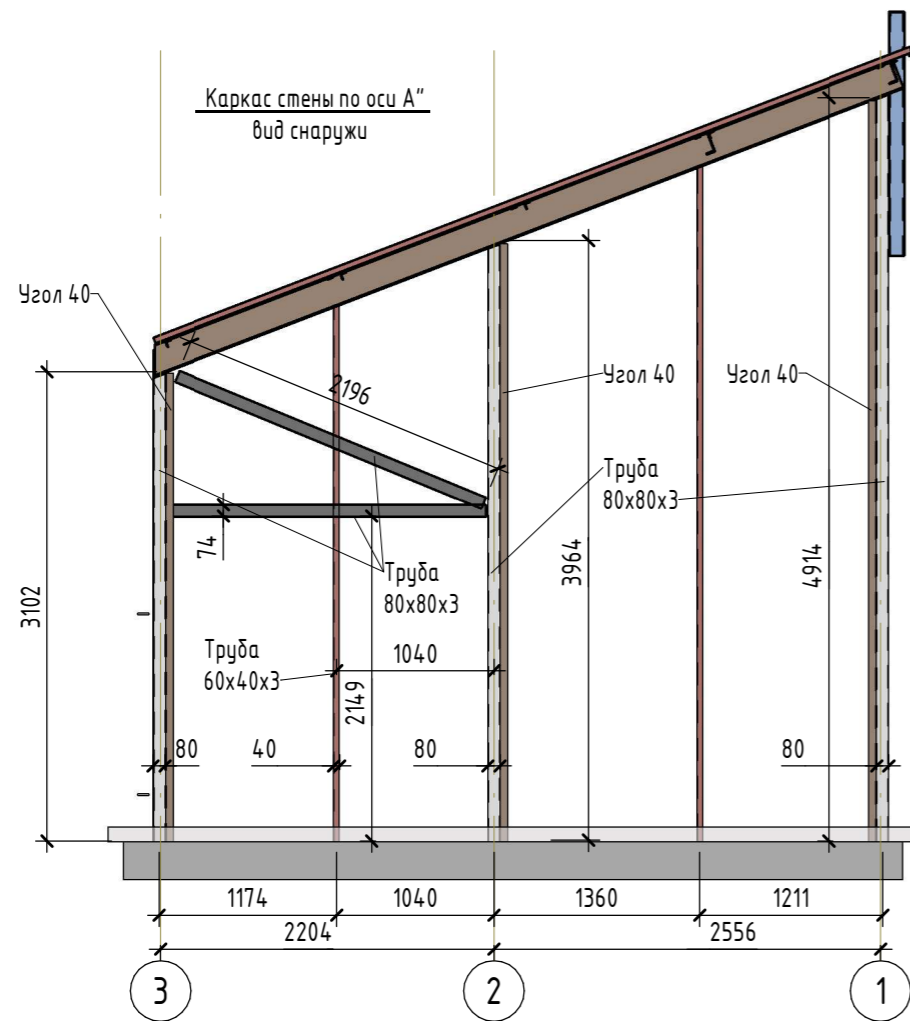 Каркас стены по оси А"
вид снаружи
Угол 40
2196
Угол 40
Угол 40
Труба
80х80х3
74
Труба
80х80х3
3102
3964
4914
Труба
60х40х3
1040
2149
80
40
80
80
1174
1040
1360
1211
2204
2556
3
2
1